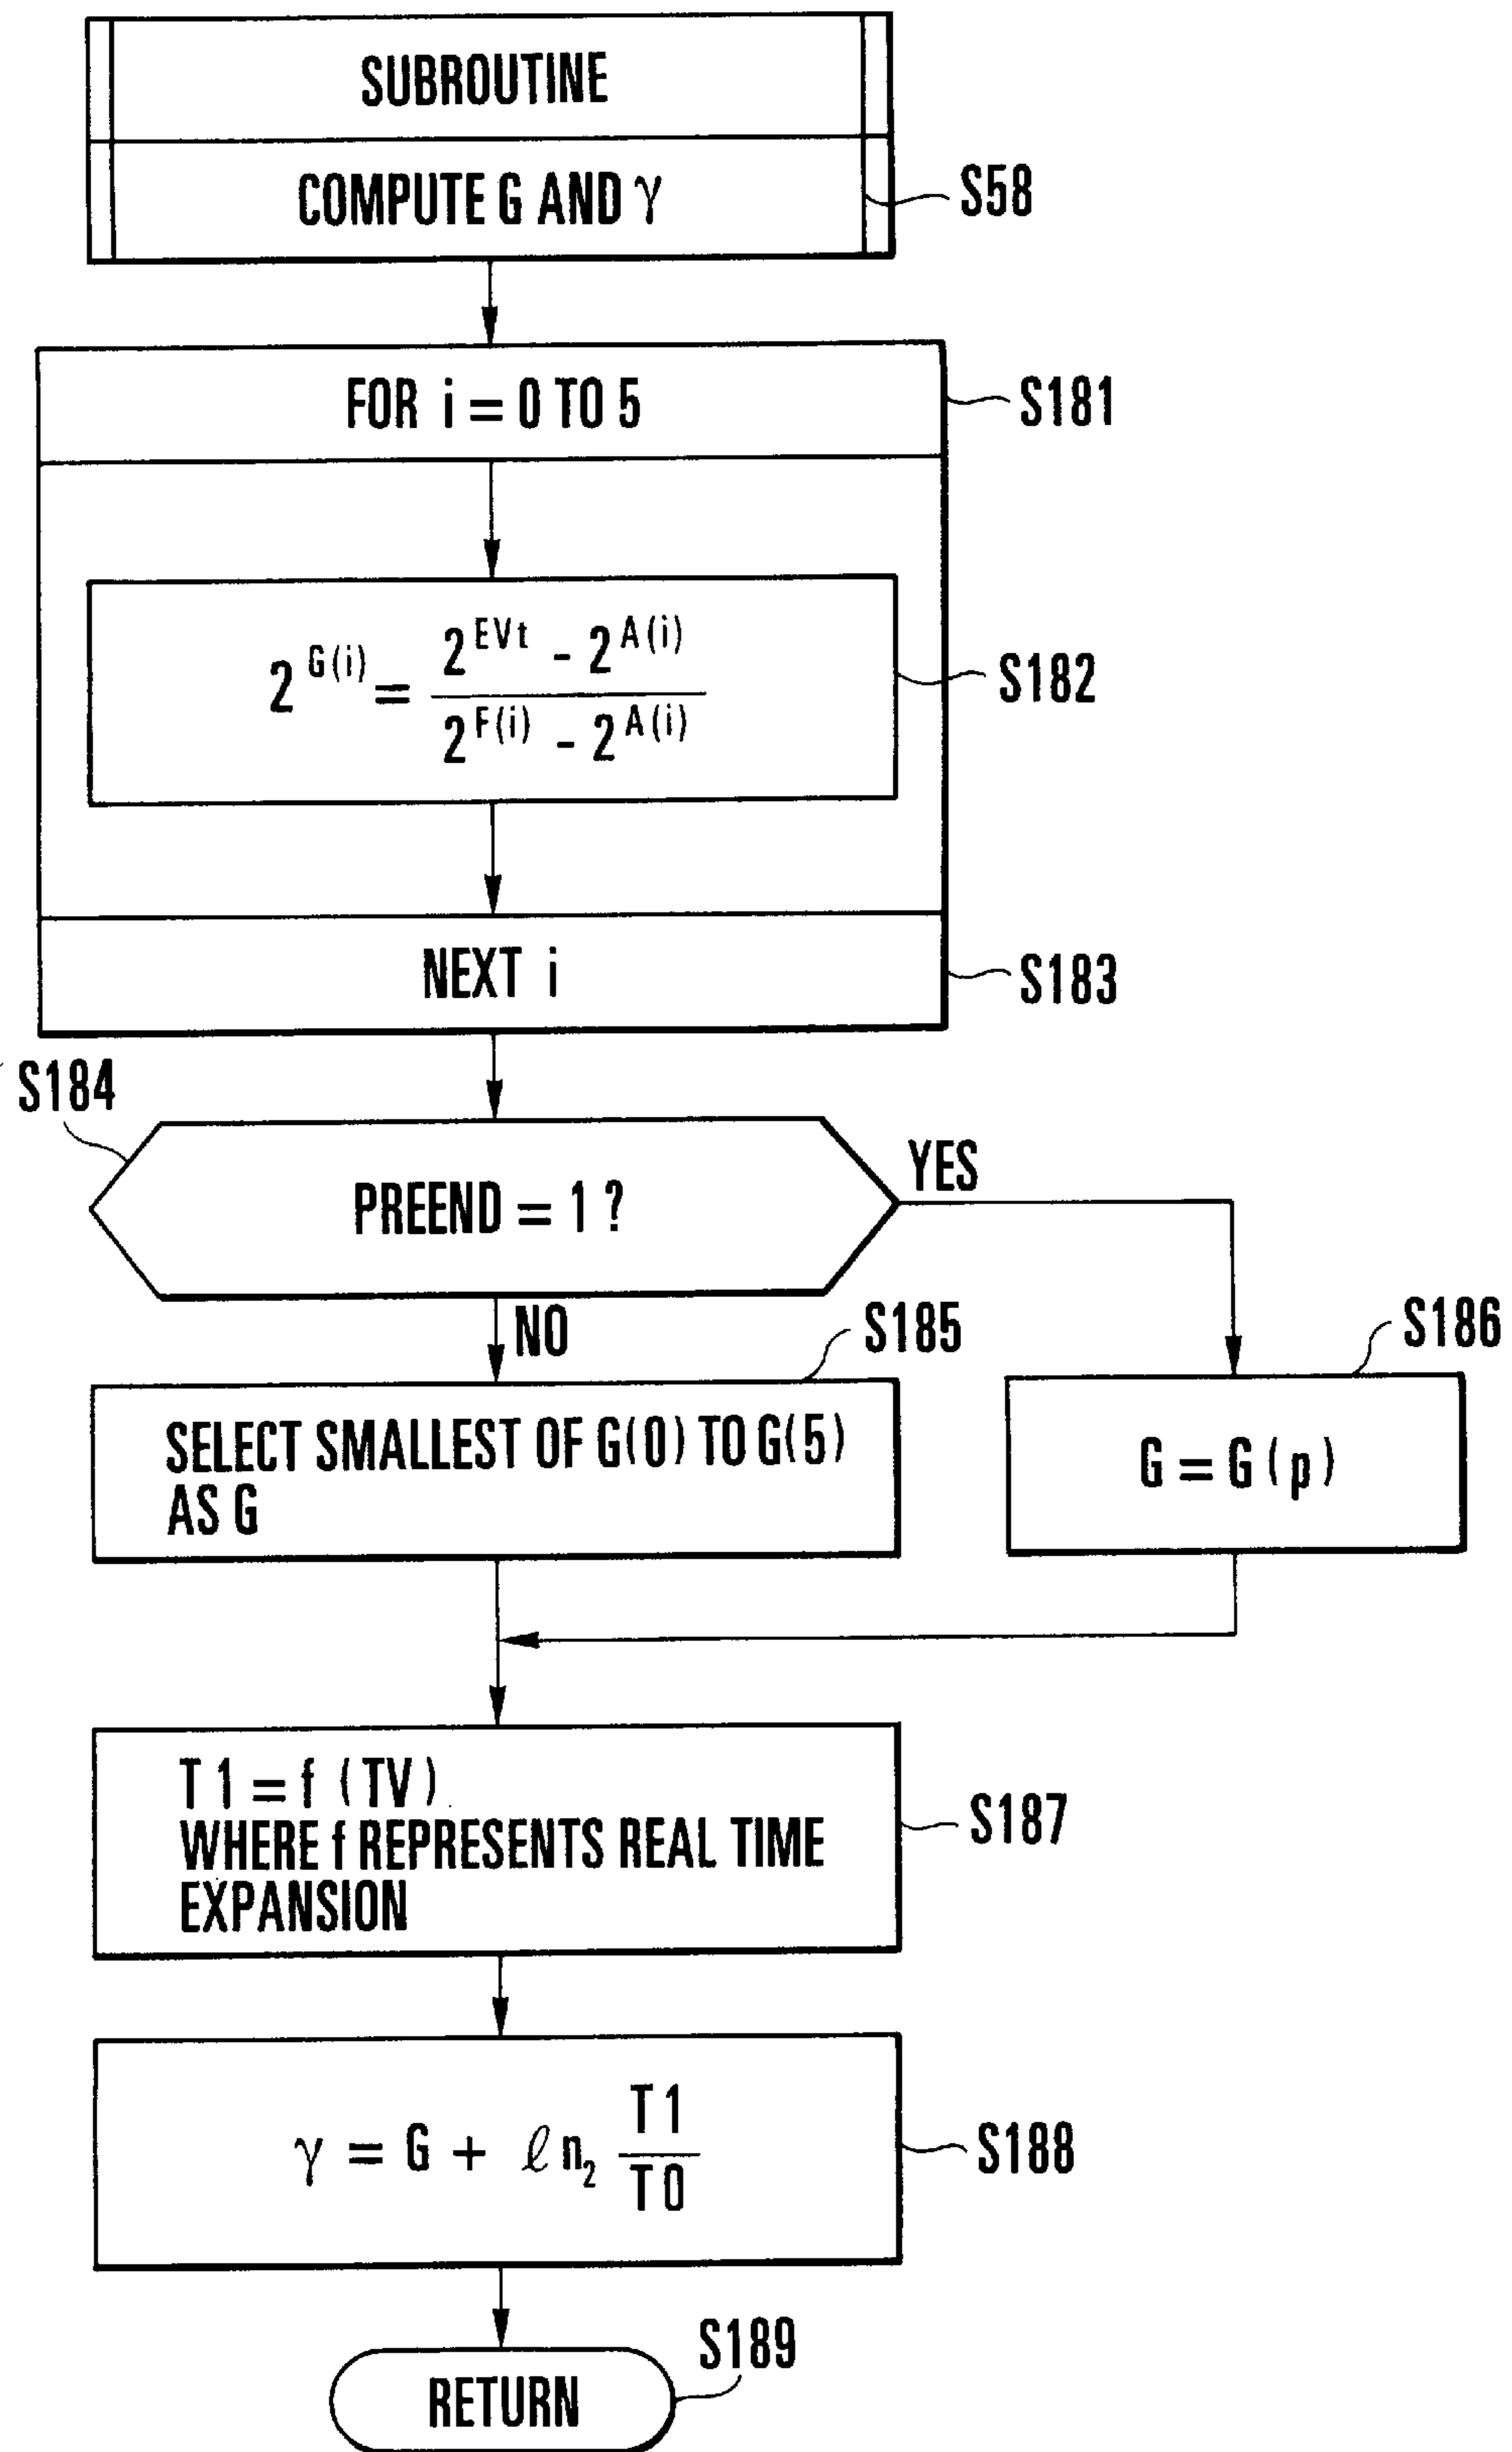 SUBROUTINE
COMPUTE G AND γ
S58
FOR i = 0 TO 5
S181
2^G(i) = (2^EVt - 2^A(i)) / (2^F(i) - 2^A(i))
S182
NEXT i
S183
S184
PREEND = 1 ?
YES
NO
S185
S186
SELECT SMALLEST OF G(0) TO G(5)
AS G
G = G(p)
T1 = f (TV)
WHERE f REPRESENTS REAL TIME
EXPANSION
S187
γ = G + ℓn₂ T1/T0
S188
S189
RETURN